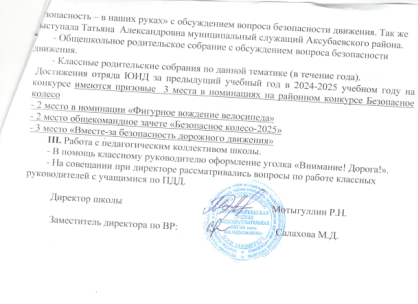 зопасность – в наших руках» с обсуждением вопроса безопасности движения. Так же
выступала Татьяна Александровна муниципальный служащий Аксубаевского района.
- Общешкольное родительское собрание с обсуждением вопроса безопасности
движения.
- Классные родительские собрания по данной тематике (в течение года).
Достижения отряда ЮИД за предыдущий учебный год в 2024-2025 учебном году на
конкурсе имеются призовые 3 места в номинациях на районном конкурсе Безопасное
колесо
- 2 место в номинации «Фигурное вождение велосипеда»
- 2 место общекомандное зачете «Безопасное колесо-2025»
- 3 место «Вместе-за безопасность дорожного движения»
III. Работа с педагогическим коллективом школы.
- В помощь классному руководителю оформление уголка «Внимание! Дорога!».
- На совещании при директоре рассматривались вопросы по работе классных
руководителей с учащимися по ПДД.
Директор школы Мотыгуллин Р.Н.
Заместитель директора по ВР: Салахова М.Д.